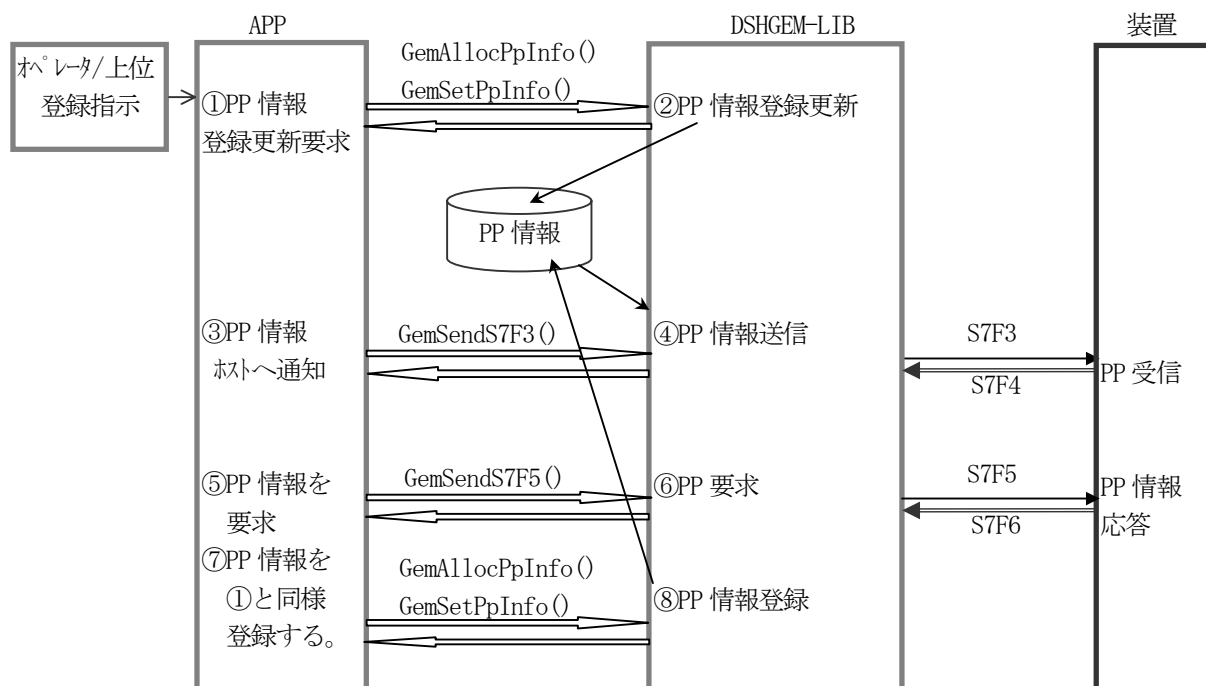 APP
DSHGEM-LIB
装置
ｵﾍﾟﾚｰﾀ/上位
登録指示
①PP 情報
登録更新要求
GemAllocPpInfo()
GemSetPpInfo()
②PP 情報登録更新
PP 情報
③PP 情報
ﾎｽﾄへ通知
GemSendS7F3()
④PP 情報送信
S7F3
S7F4
PP 受信
⑤PP 情報を
要求
GemSendS7F5()
⑥PP 要求
S7F5
S7F6
PP 情報
応答
⑦PP 情報を
①と同様
登録する。
GemAllocPpInfo()
GemSetPpInfo()
⑧PP 情報登録